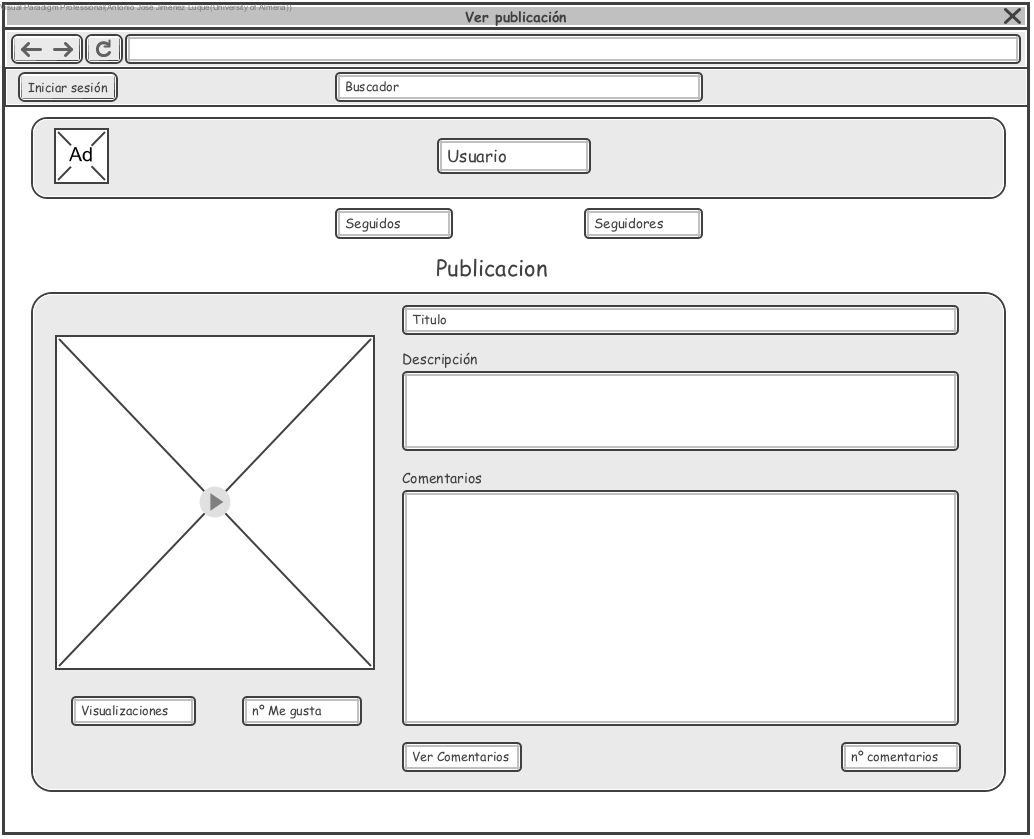 Visual Paradigm Professional(Antonio José Jiménez Luque(University of Almeria))
Ver publicación
Iniciar sesión
Buscador
Ad
Usuario
Seguidos
Seguidores
Publicacion
Titulo
Descripción
Comentarios
Visualizaciones
nº Me gusta
Ver Comentarios
nº comentarios